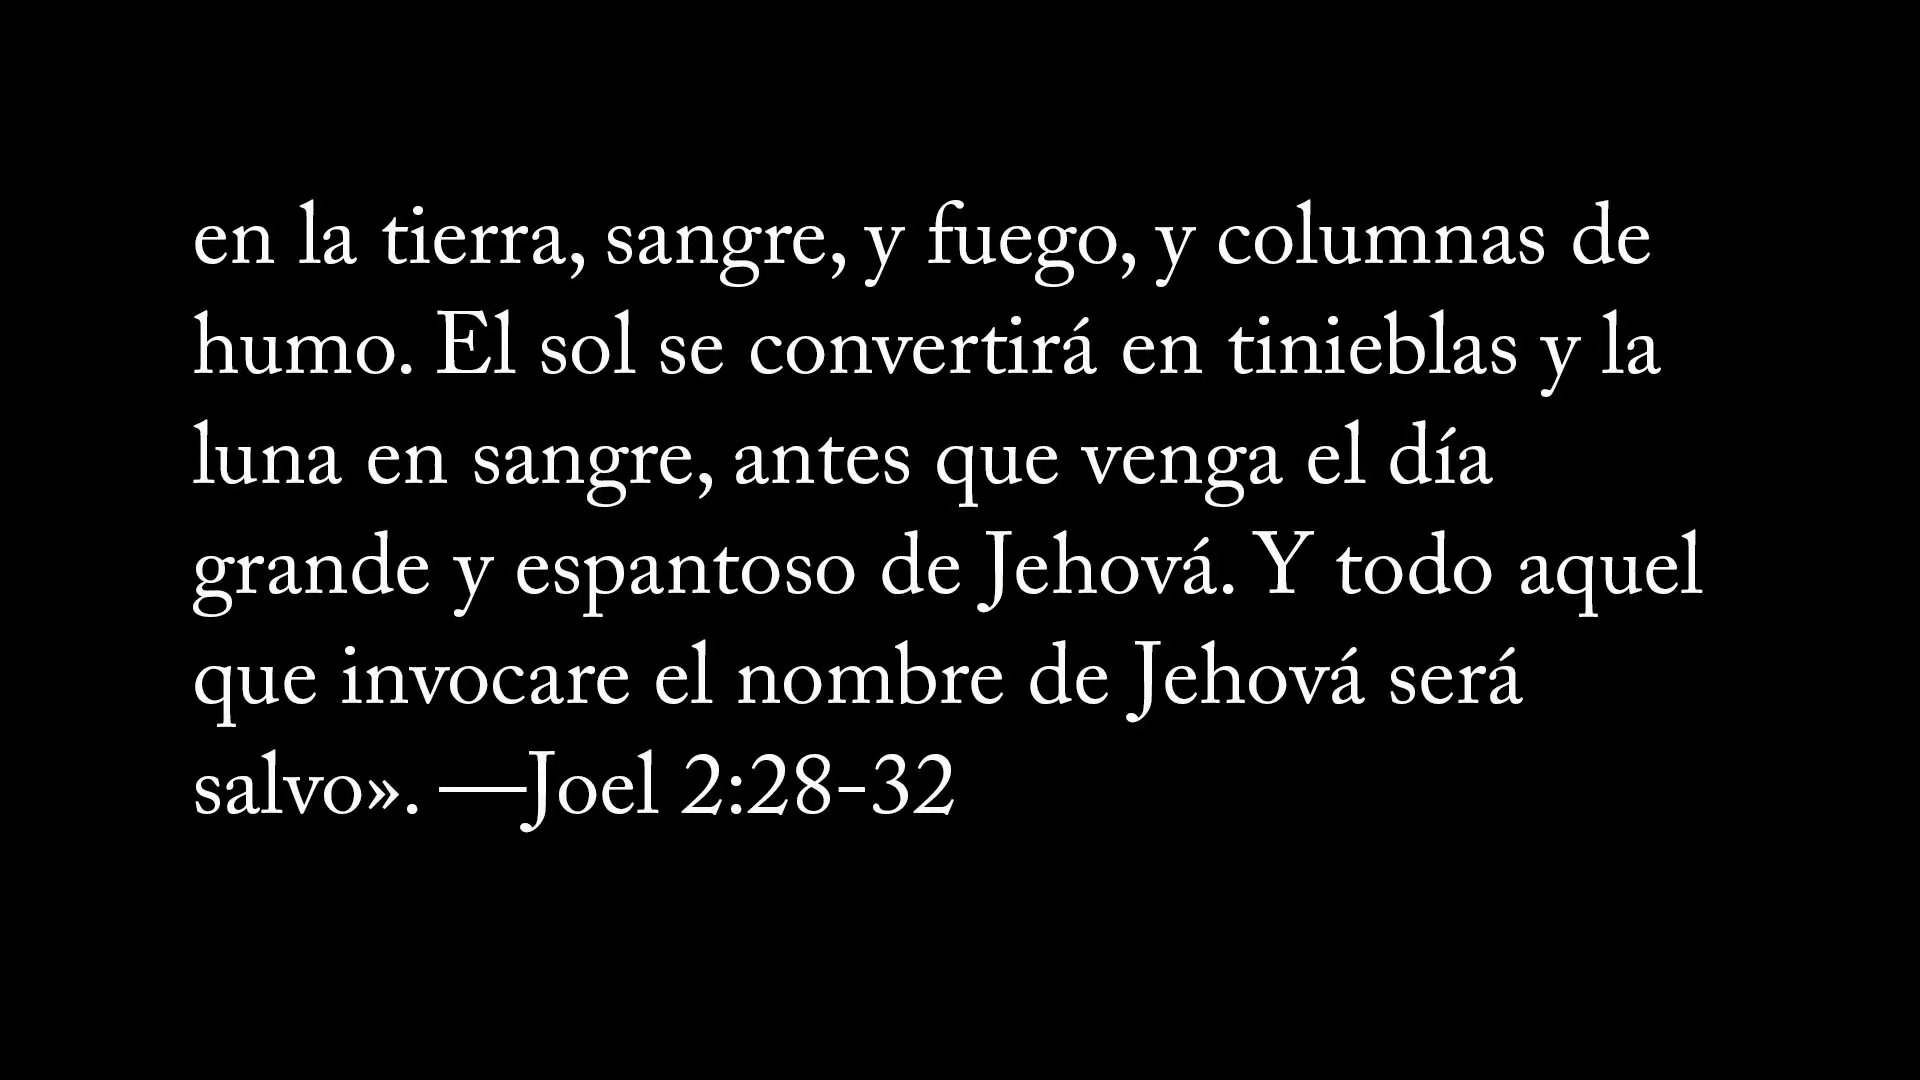 en la tierra, sangre, y fuego, y columnas de
humo. El sol se convertirá en tinieblas y la
luna en sangre, antes que venga el día
grande y espantoso de Jehová. Y todo aquel
que invocare el nombre de Jehová será
salvo». —Joel 2:28-32